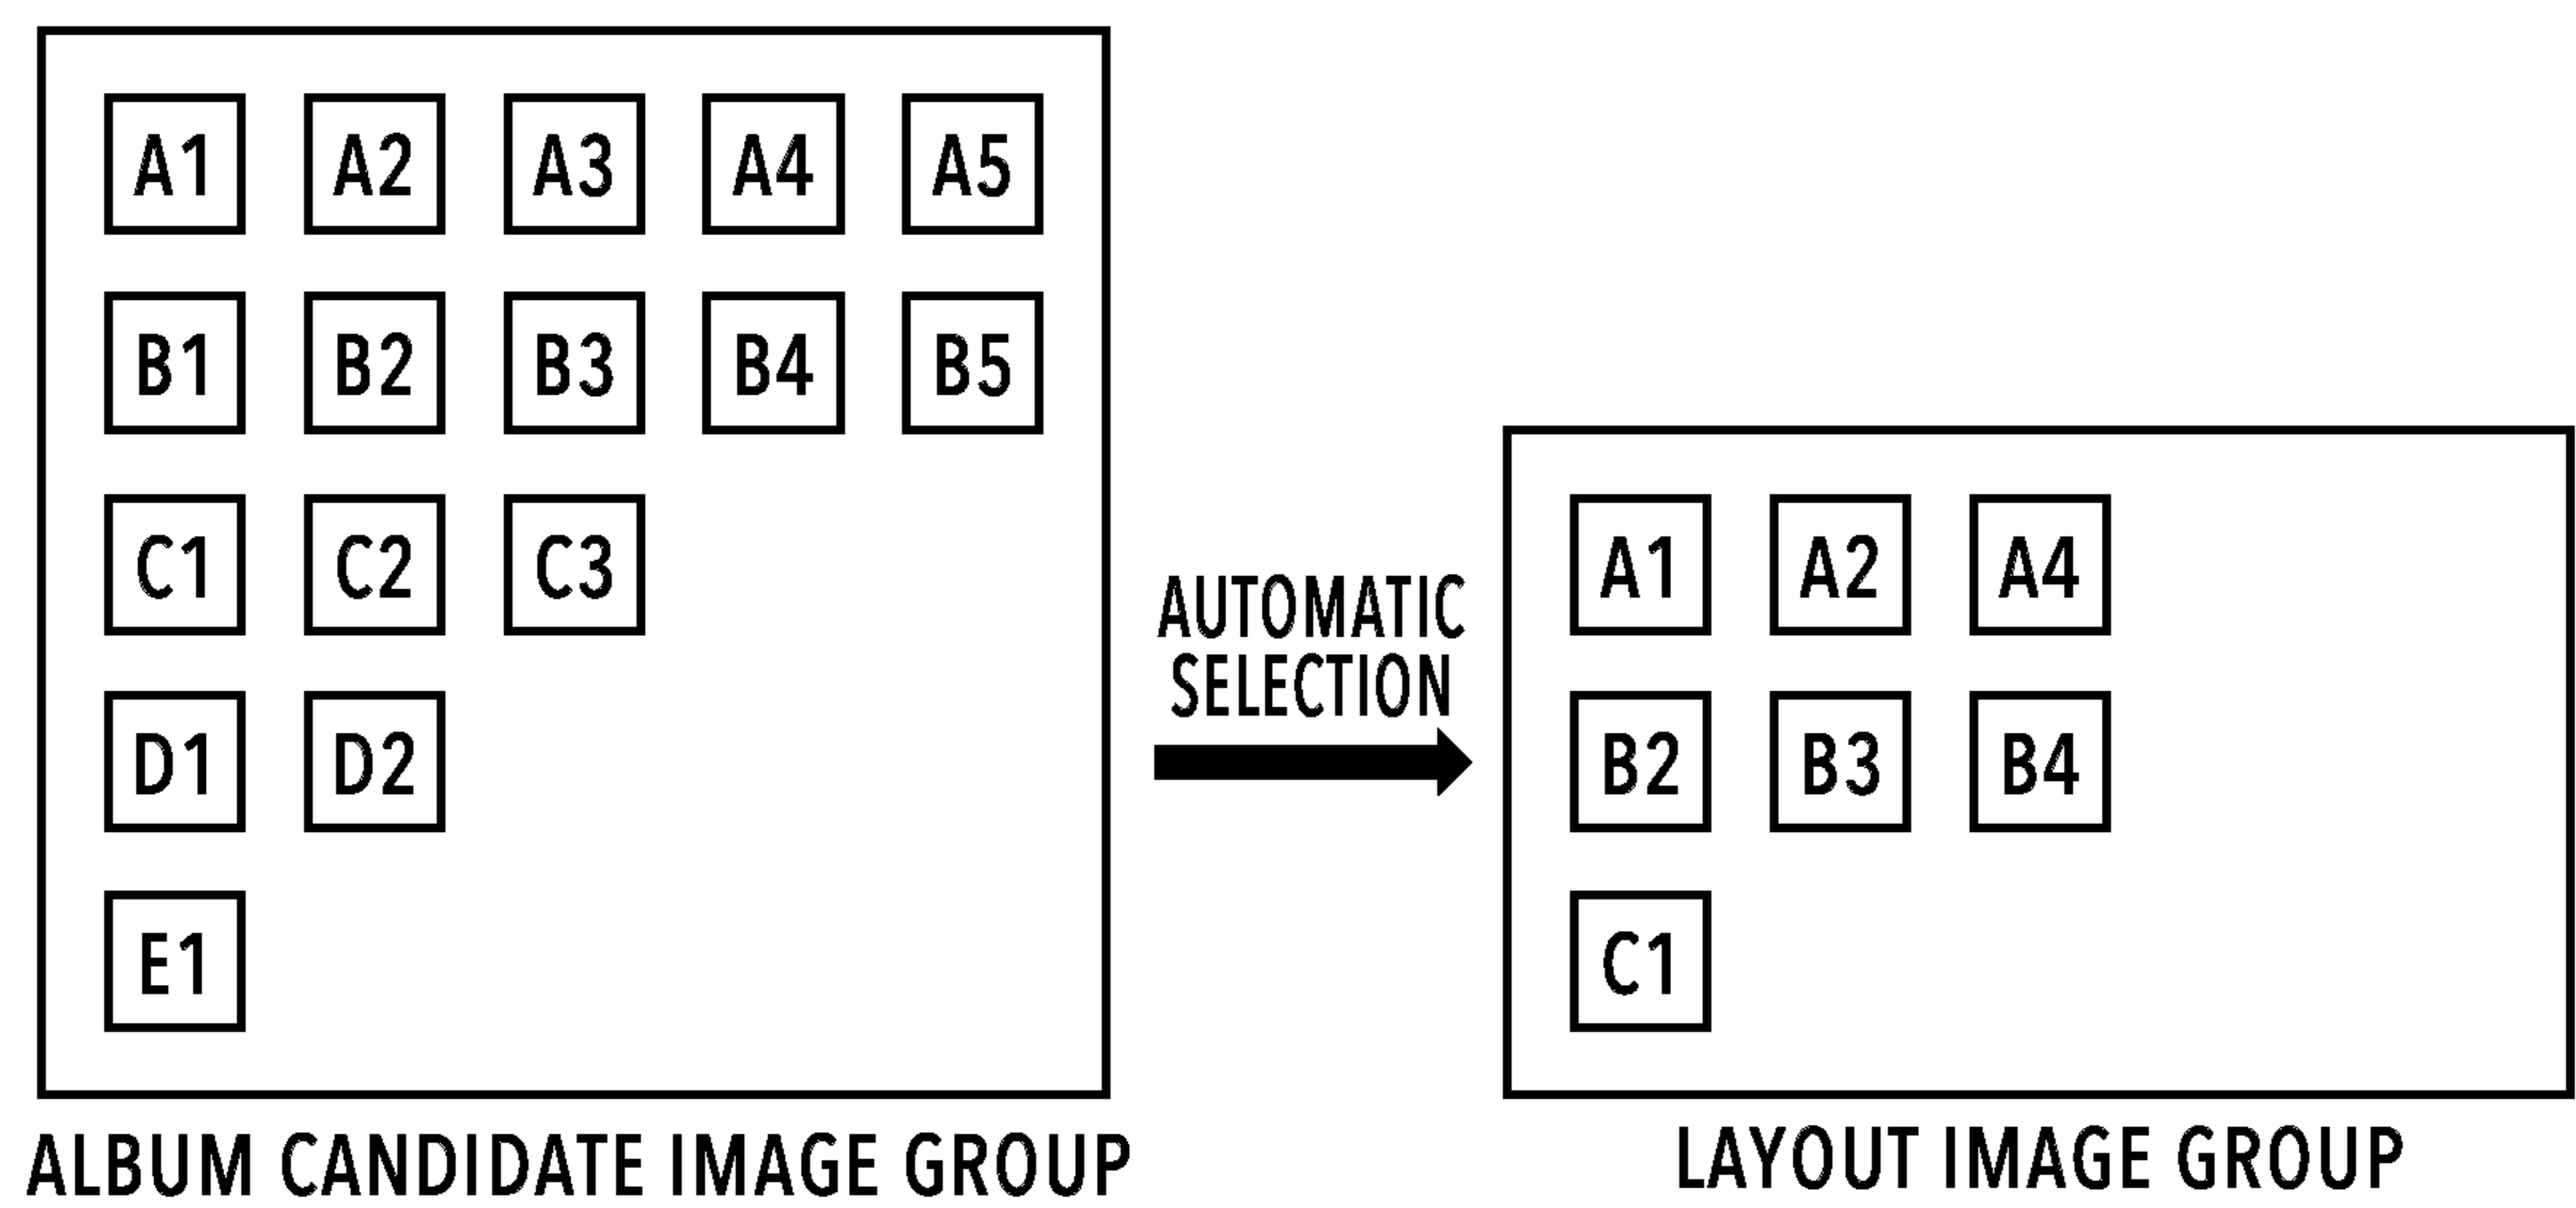 A1 A2 A3 A4 A5
B1 B2 B3 B4 B5
C1 C2 C3
D1 D2
E1
ALBUM CANDIDATE IMAGE GROUP
AUTOMATIC
SELECTION
A1 A2 A4
B2 B3 B4
C1
LAYOUT IMAGE GROUP